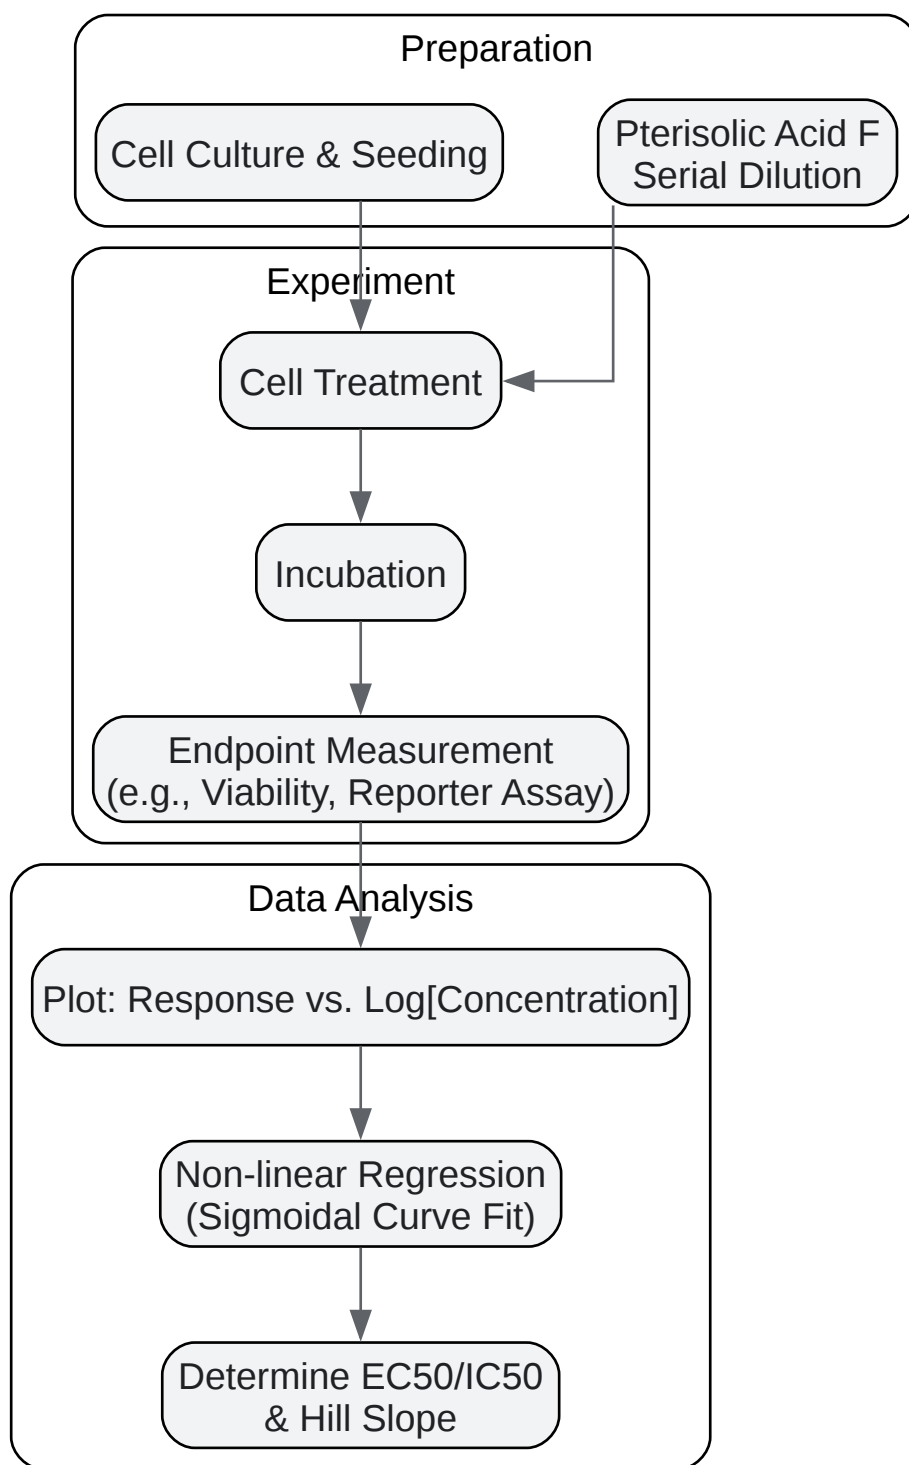 Preparation
Cell Culture & Seeding
Pterisolic Acid F
Serial Dilution
Experiment
Cell Treatment
Incubation
Endpoint Measurement
(e.g., Viability, Reporter Assay)
Data Analysis
Plot: Response vs. Log[Concentration]
Non-linear Regression
(Sigmoidal Curve Fit)
Determine EC50/IC50
& Hill Slope